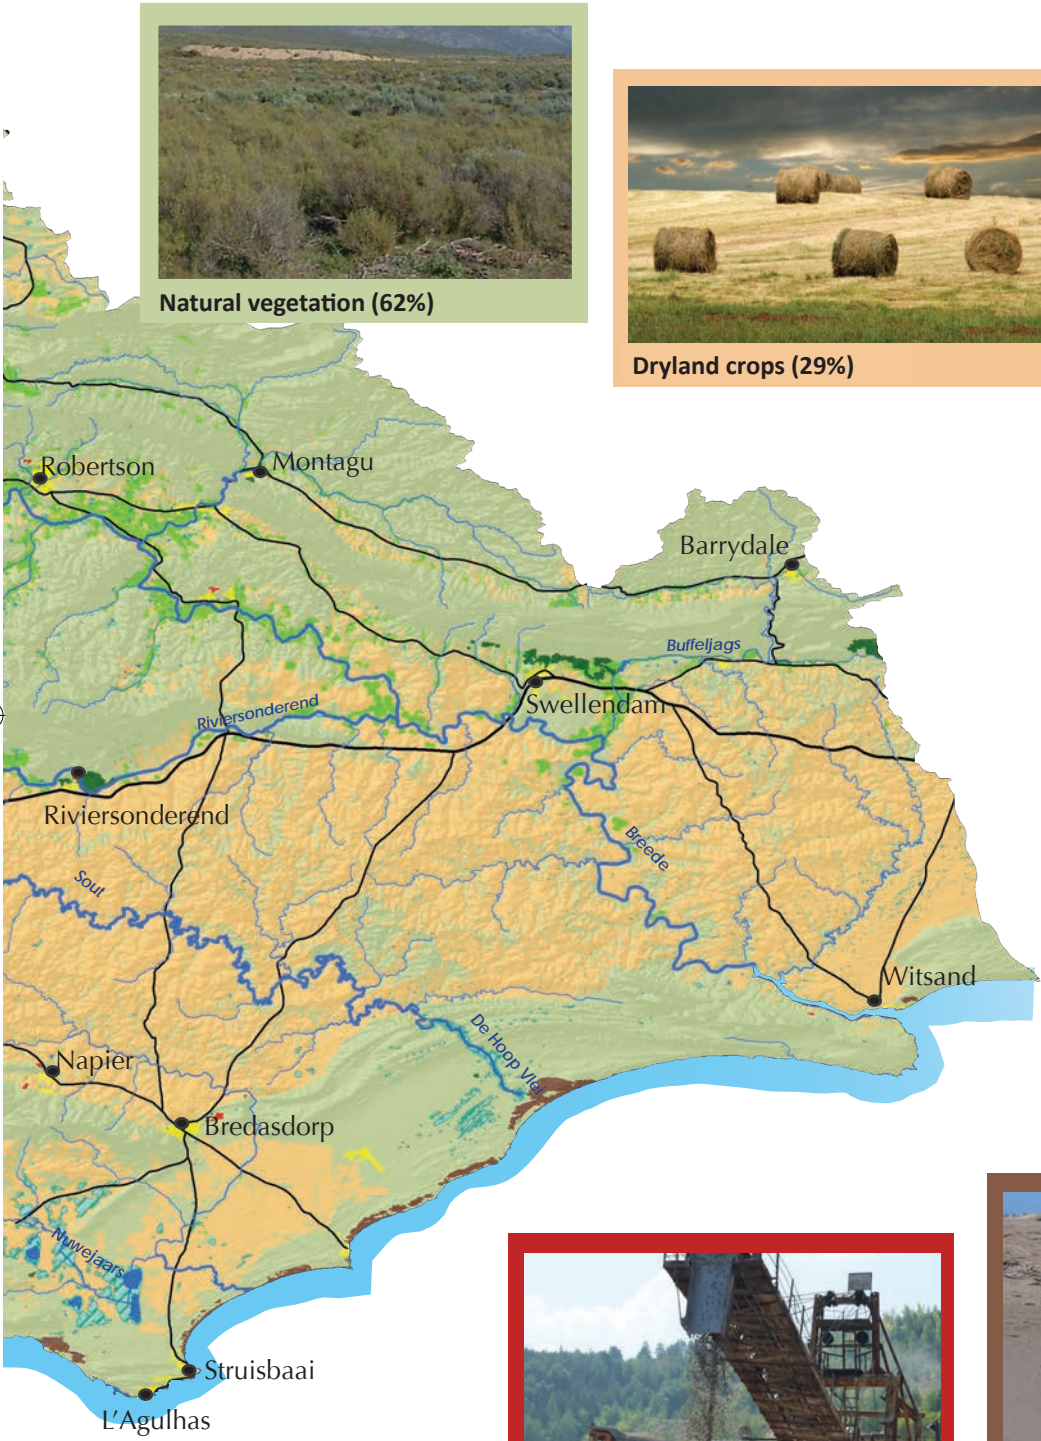 Natural vegetation (62%)
Dryland crops (29%)
Robertson
Montagu
Barrydale
Buffeljags
Swellendam
Riviersonderend
Riviersonderend
Breede
Sout
Witsand
De Hoop Vlei
Napier
Bredasdorp
Nuwejaars
Struisbaai
L'Agulhas